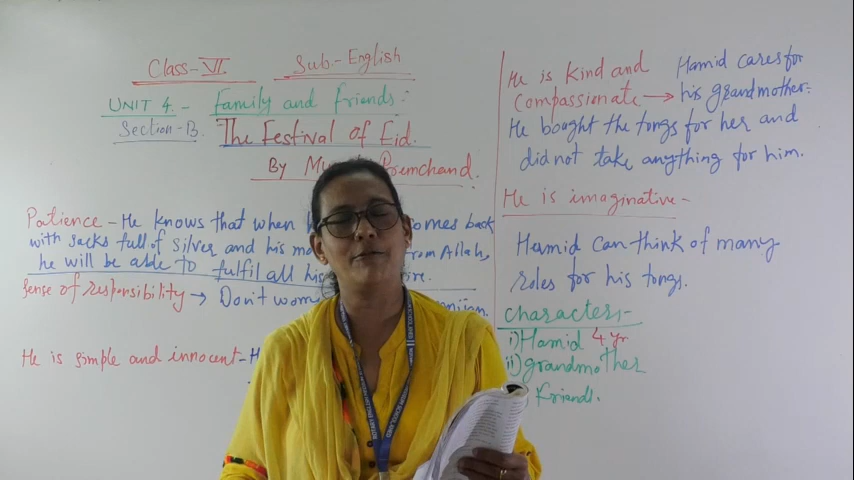 Class-VI Sub-English
UNIT 4 - Family and friends:-
Section-B. The Festival of Eid.
By Premchand.
Patience - He knows that when comes back
with sacks full of silver and his from Allah,
he will be able to fulfil all his
sense of responsibility → Don't
He is simple and innocent -
He is kind and
Compassionate → Hamid cares for
his grandmother:-
He bought the tongs for her and
did not take anything for him.
He is imaginative -
Hamid can think of many
roles for his tongs.
characters:-
i) Hamid 4 yr
ii) grandmother
Friends.